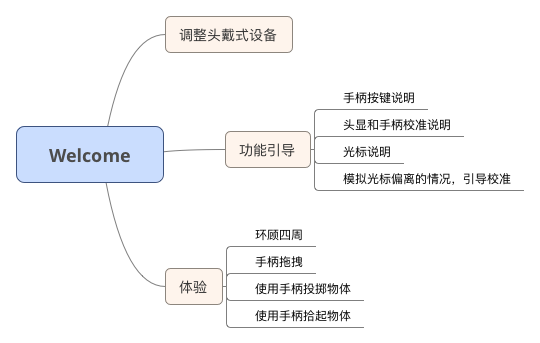 调整头戴式设备
手柄按键说明
头显和手柄校准说明
Welcome
功能引导
光标说明
模拟光标偏离的情况，引导校准
环顾四周
手柄拖拽
体验
使用手柄投掷物体
使用手柄拾起物体